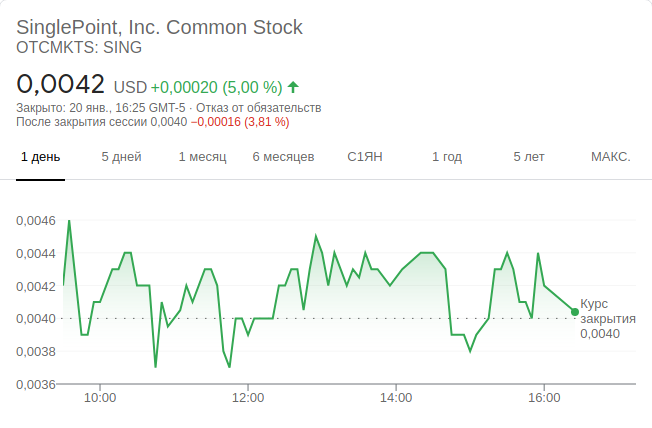 SinglePoint, Inc. Common Stock
OTCMKTS: SING
0,0042 USD +0,00020 (5,00 %)
Закрыто: 20 янв., 16:25 GMT-5 · Отказ от обязательств
После закрытия сессии 0,0040 −0,00016 (3,81 %)
1 день 5 дней 1 месяц 6 месяцев С1ЯН 1 год 5 лет МАКС.
0,0046
0,0044
0,0042
0,0040
0,0038
0,0036
Курс
закрытия
0,0040
10:00 12:00 14:00 16:00